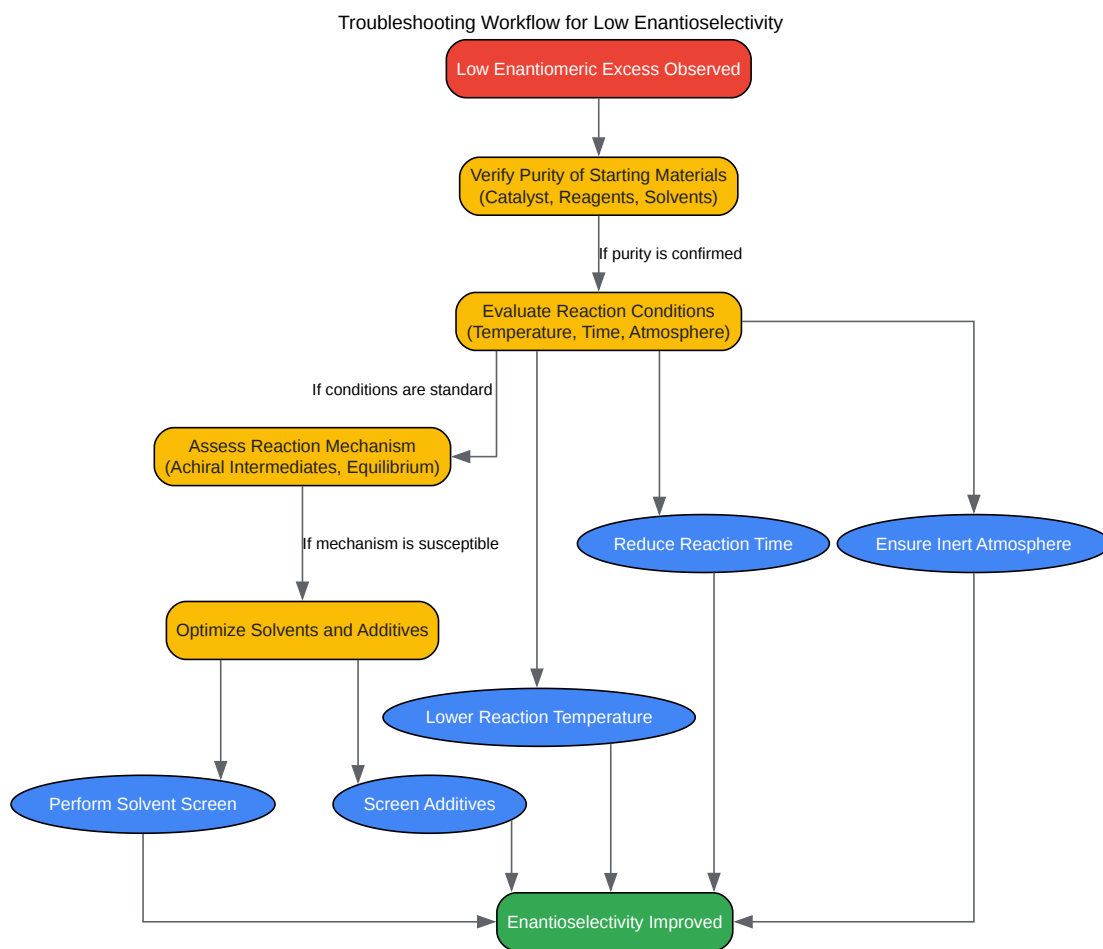 Troubleshooting Workflow for Low Enantioselectivity
Low Enantiomeric Excess Observed
Verify Purity of Starting Materials
(Catalyst, Reagents, Solvents)
If purity is confirmed
Evaluate Reaction Conditions
(Temperature, Time, Atmosphere)
If conditions are standard
Assess Reaction Mechanism
(Achiral Intermediates, Equilibrium)
If mechanism is susceptible
Reduce Reaction Time
Ensure Inert Atmosphere
Optimize Solvents and Additives
Lower Reaction Temperature
Perform Solvent Screen
Screen Additives
Enantioselectivity Improved